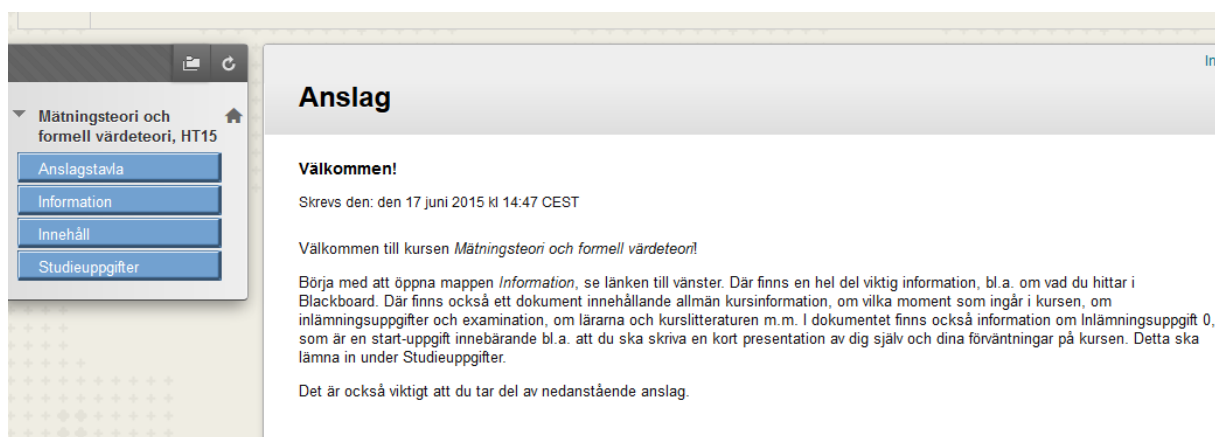 In
Mätningsteori och
formell värdeteori, HT15
Anslagstavla
Information
Innehåll
Studieuppgifter
Anslag
Välkommen!
Skrevs den: den 17 juni 2015 kl 14:47 CEST
Välkommen till kursen Mätningsteori och formell värdeteori!
Börja med att öppna mappen Information, se länken till vänster. Där finns en hel del viktig information, bl.a. om vad du hittar i
Blackboard. Där finns också ett dokument innehållande allmän kursinformation, om vilka moment som ingår i kursen, om
inlämningsuppgifter och examination, om lärarna och kurslitteraturen m.m. I dokumentet finns också information om Inlämningsuppgift 0,
som är en start-uppgift innebärande bl.a. att du ska skriva en kort presentation av dig själv och dina förväntningar på kursen. Detta ska
lämna in under Studieuppgifter.
Det är också viktigt att du tar del av nedanstående anslag.